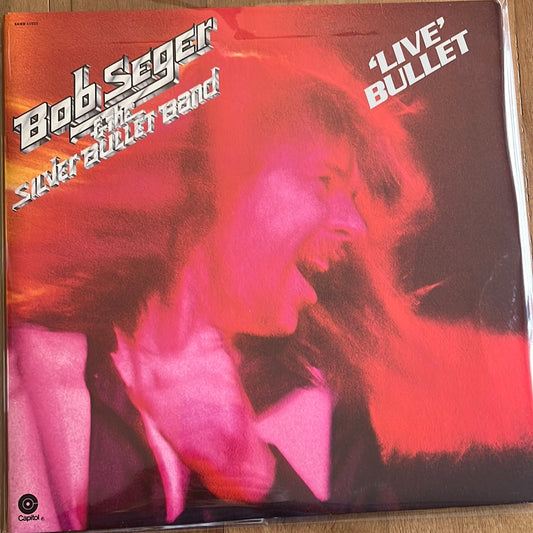 Bob Seger
& the
Silver Bullet Band
'LIVE'
BULLET
Capitol